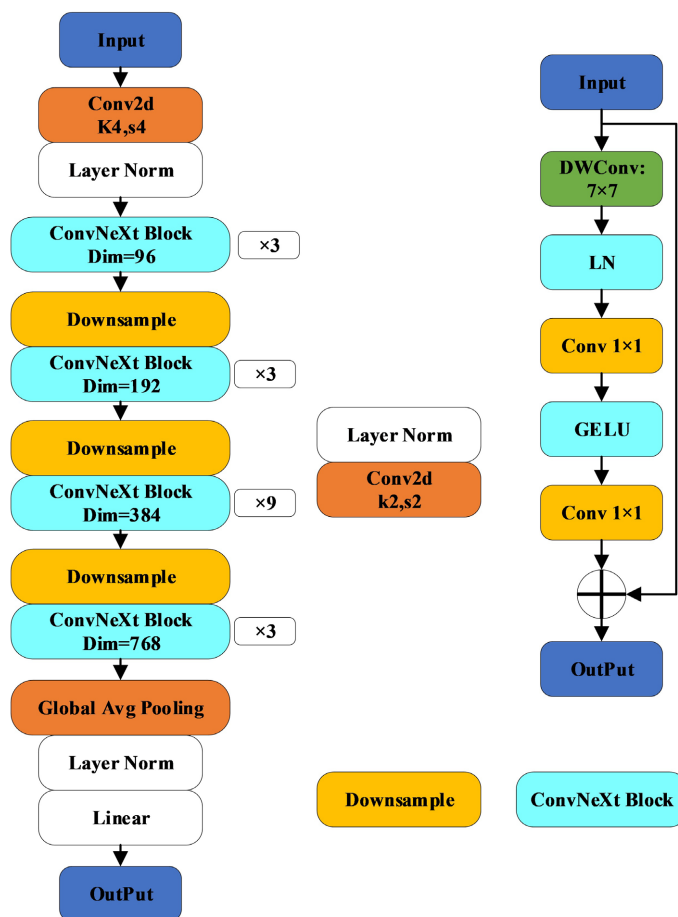 Input
Conv2d
K4,s4
Layer Norm
ConvNeXt Block
Dim=96
×3
Downsample
ConvNeXt Block
Dim=192
×3
Downsample
ConvNeXt Block
Dim=384
×9
Downsample
ConvNeXt Block
Dim=768
×3
Global Avg Pooling
Layer Norm
Linear
OutPut
Layer Norm
Conv2d
k2,s2
Downsample
Input
DWConv:
7×7
LN
Conv 1×1
GELU
Conv 1×1
OutPut
ConvNeXt Block